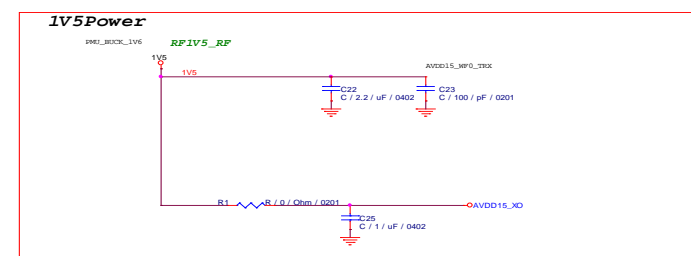 1V5Power
PMU_BUCK_1V6 RF1V5_RF
1V5
1V5
AVDD15_WF0_TRX
C22
C / 2.2 / uF / 0402
C23
C / 100 / pF / 0201
R1 R / 0 / Ohm / 0201
AVDD15_XO
C25
C / 1 / uF / 0402